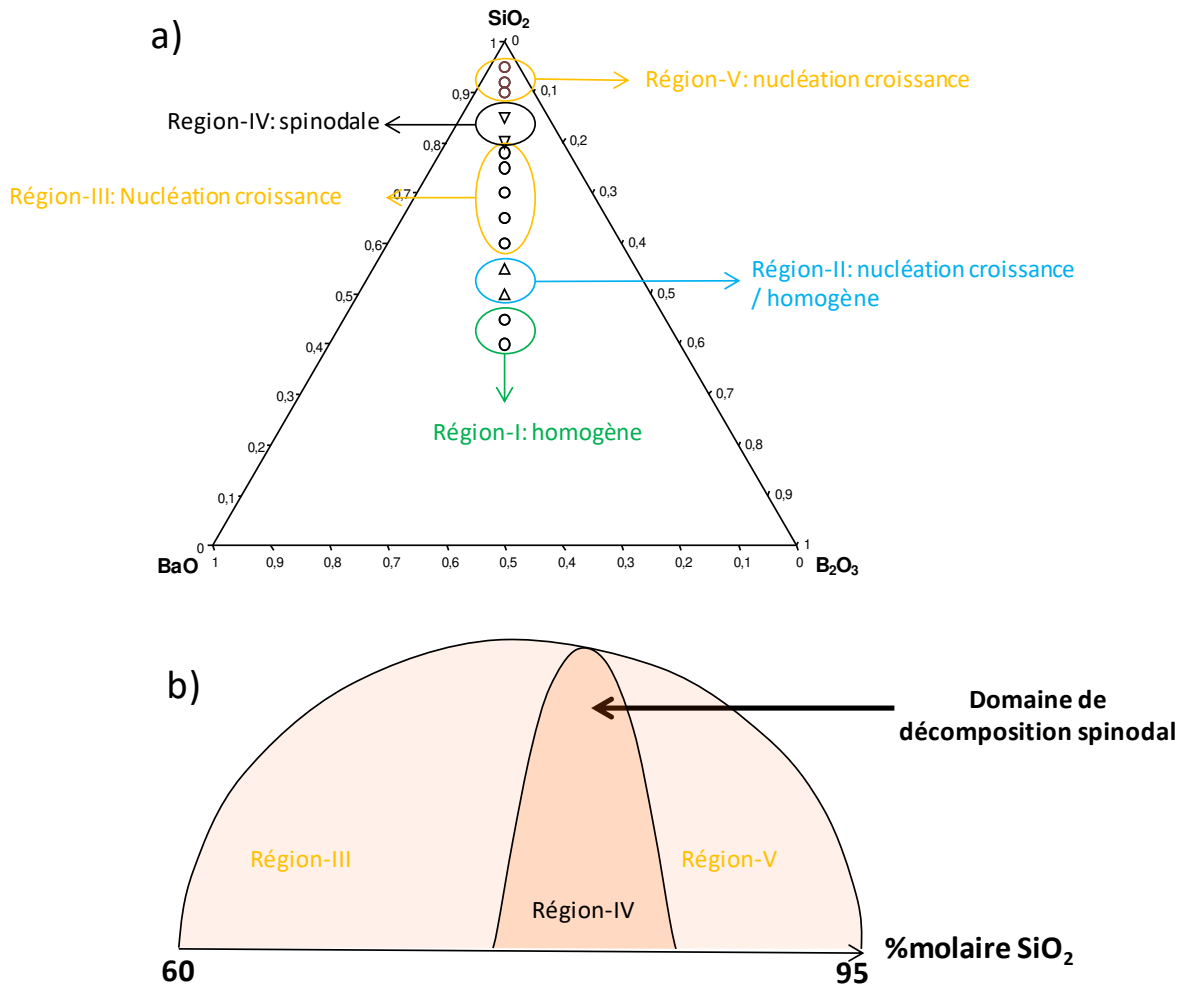 a)
SiO₂
1 0
Région-V: nucléation croissance
0,9 0,1
Region-IV: spinodale
0,8 0,2
Région-III: Nucléation croissance
0,7 0,3
0,6 0,4
Région-II: nucléation croissance
/ homogène
0,5 0,5
0,4 0,6
0,3 0,7
Région-I: homogène
0,2 0,8
0,1 0,9
0 1
BaO 1 0,9 0,8 0,7 0,6 0,5 0,4 0,3 0,2 0,1 0 B₂O₃
b)
Domaine de
décomposition spinodal
Région-III
Région-V
Région-IV
%molaire SiO₂
60 95